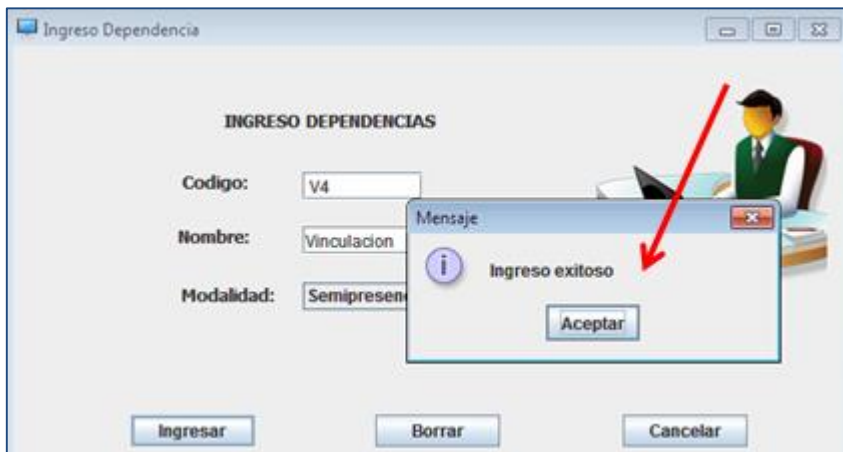 Ingreso Dependencia
INGRESO DEPENDENCIAS
Codigo:
V4
Nombre:
Vinculacion
Modalidad:
Mensaje
Ingreso exitoso
Aceptar
Ingresar
Borrar
Cancelar